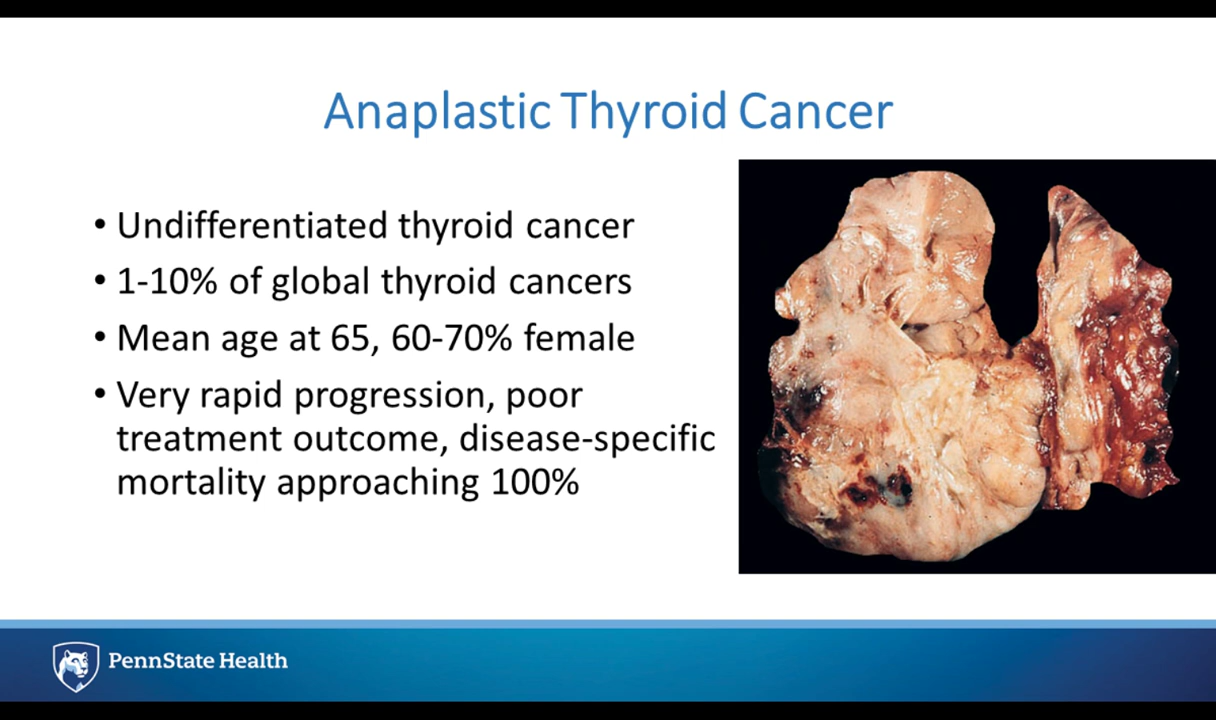 Anaplastic Thyroid Cancer
• Undifferentiated thyroid cancer
• 1-10% of global thyroid cancers
• Mean age at 65, 60-70% female
• Very rapid progression, poor
treatment outcome, disease-specific
mortality approaching 100%
PennState Health